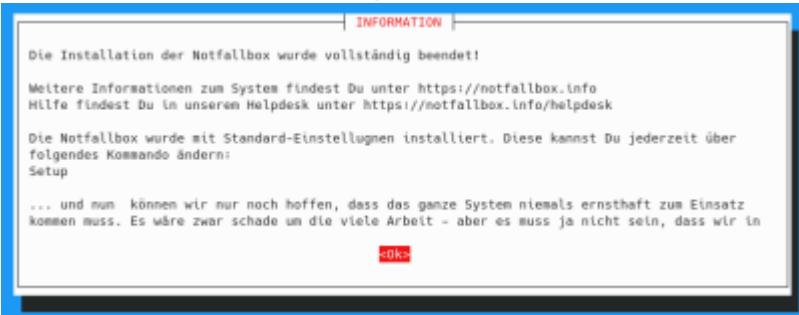 INFORMATION
Die Installation der Notfallbox wurde vollständig beendet!
Weitere Informationen zum System findest Du unter https://notfallbox.info
Hilfe findest Du in unserem Helpdesk unter https://notfallbox.info/helpdesk
Die Notfallbox wurde mit Standard-Einstellugnen installiert. Diese kannst Du jederzeit über
folgendes Kommando ändern:
Setup
... und nun  können wir nur noch hoffen, dass das ganze System niemals ernsthaft zum Einsatz
kommen muss. Es wäre zwar schade um die viele Arbeit – aber es muss ja nicht sein, dass wir in
<Ok>